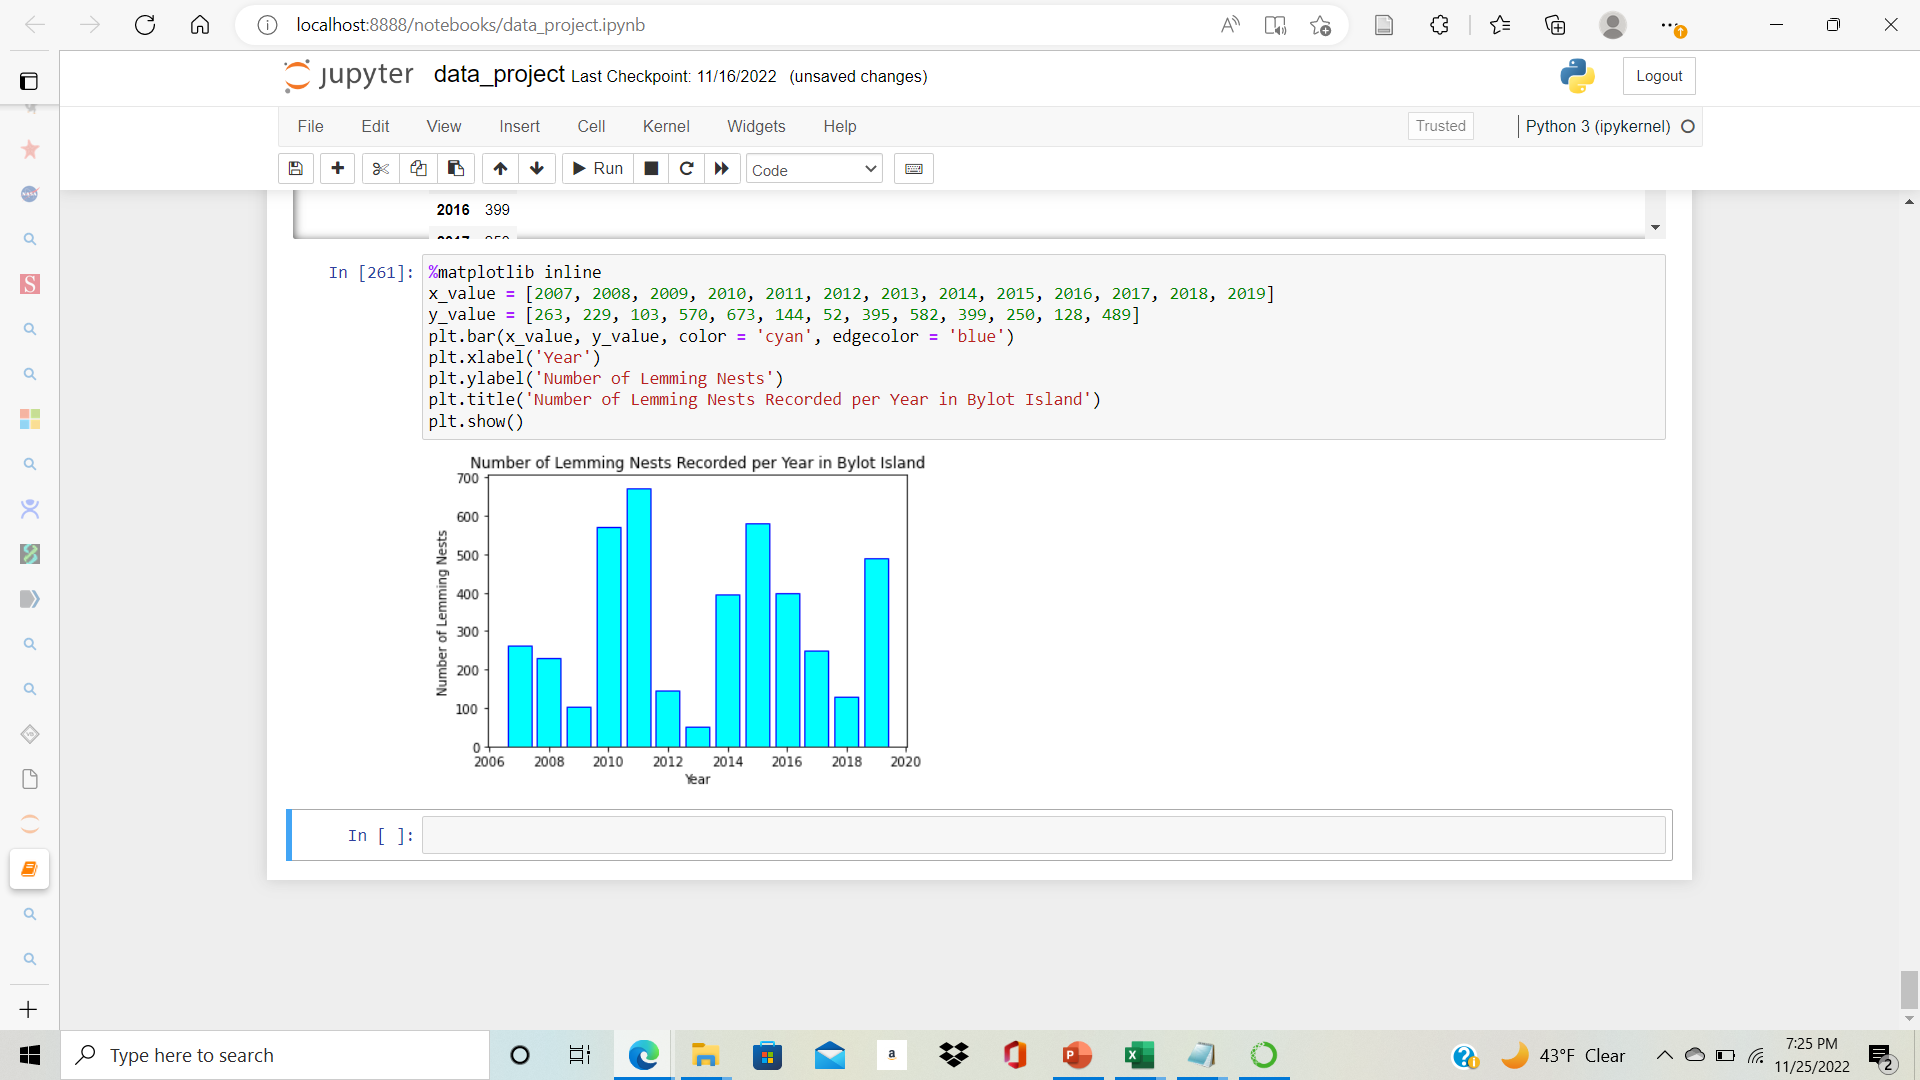 localhost:8888/notebooks/data_project.ipynb
jupyter data_project Last Checkpoint: 11/16/2022 (unsaved changes)
Logout
File Edit View Insert Cell Kernel Widgets Help
Trusted Python 3 (ipykernel)
Run Code
2016 399
In [261]: %matplotlib inline
x_value = [2007, 2008, 2009, 2010, 2011, 2012, 2013, 2014, 2015, 2016, 2017, 2018, 2019]
y_value = [263, 229, 103, 570, 673, 144, 52, 395, 582, 399, 250, 128, 489]
plt.bar(x_value, y_value, color = 'cyan', edgecolor = 'blue')
plt.xlabel('Year')
plt.ylabel('Number of Lemming Nests')
plt.title('Number of Lemming Nests Recorded per Year in Bylot Island')
plt.show()
Number of Lemming Nests Recorded per Year in Bylot Island
700
600
500
400
300
200
100
0
Number of Lemming Nests
2006 2008 2010 2012 2014 2016 2018 2020
Year
In [ ]:
Type here to search
43°F Clear
7:25 PM
11/25/2022
2